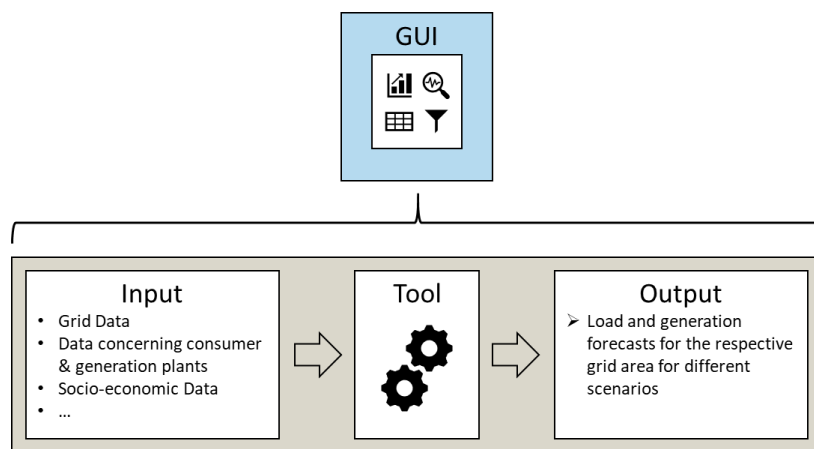 GUI
Input
• Grid Data
• Data concerning consumer
& generation plants
• Socio-economic Data
• ...
Tool
Output
➢ Load and generation
forecasts for the respective
grid area for different
scenarios